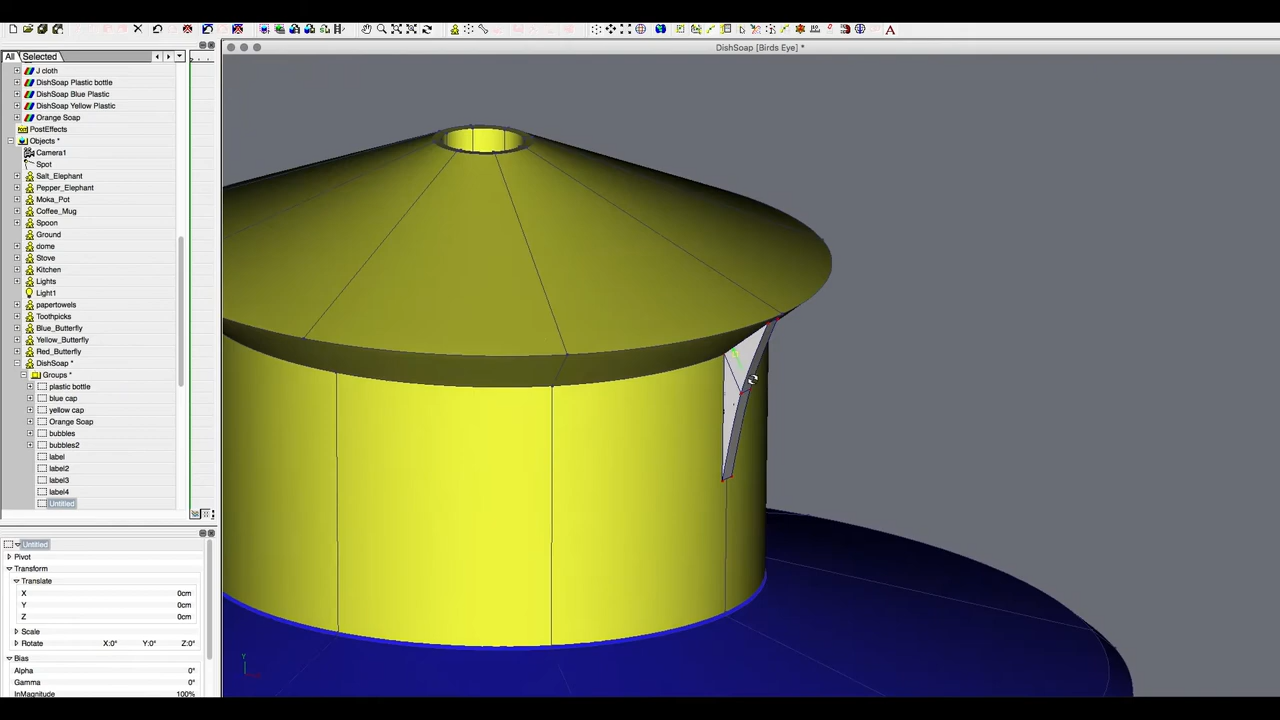 DishSoap [Birds Eye] *
All Selected
J cloth
DishSoap Plastic bottle
DishSoap Blue Plastic
DishSoap Yellow Plastic
Orange Soap
PostEffects
Objects *
Camera1
Spot
Salt_Elephant
Pepper_Elephant
Moka_Pot
Coffee_Mug
Spoon
Ground
dome
Stove
Kitchen
Lights
Light1
papertowels
Toothpicks
Blue_Butterfly
Yellow_Butterfly
Red_Butterfly
DishSoap *
Groups *
plastic bottle
blue cap
yellow cap
Orange Soap
bubbles
bubbles2
label
label2
label3
label4
Untitled
Untitled
Pivot
Transform
Translate
X 0cm
Y 0cm
Z 0cm
Scale
Rotate X:0° Y:0° Z:0°
Bias
Alpha 0°
Gamma 0°
InMagnitude 100%
Y